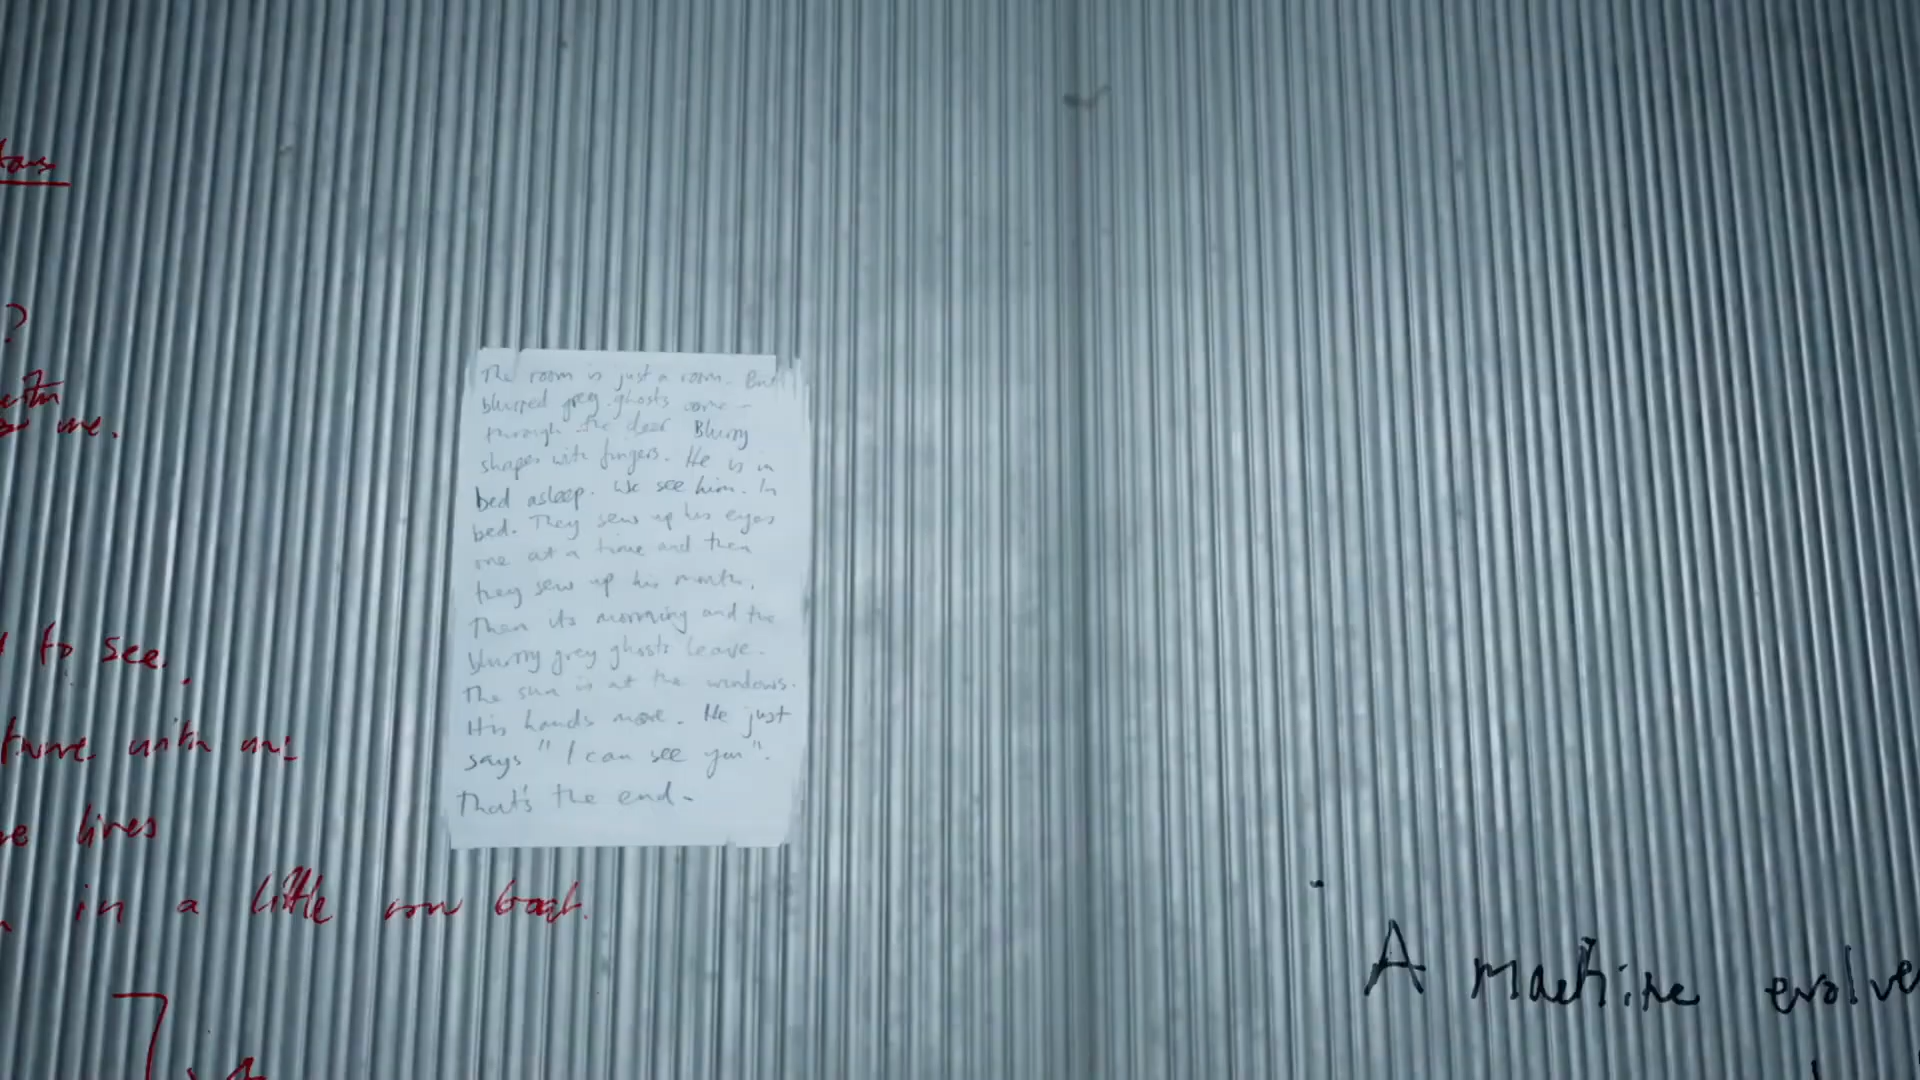 ?
me.
The room is just a room. But
blurred grey ghosts come
through the door Blurry
shapes with fingers. He is in
bed asleep. We see him. In
bed. They sew up his eyes
one at a time and then
they sew up his mouth.
Then its morning and the
blurry grey ghosts leave.
The sun is at the windows.
His hands move. He just
says "I can see you".
That's the end.
to see.
with me
lives
in a little row boat.
A machine evolve